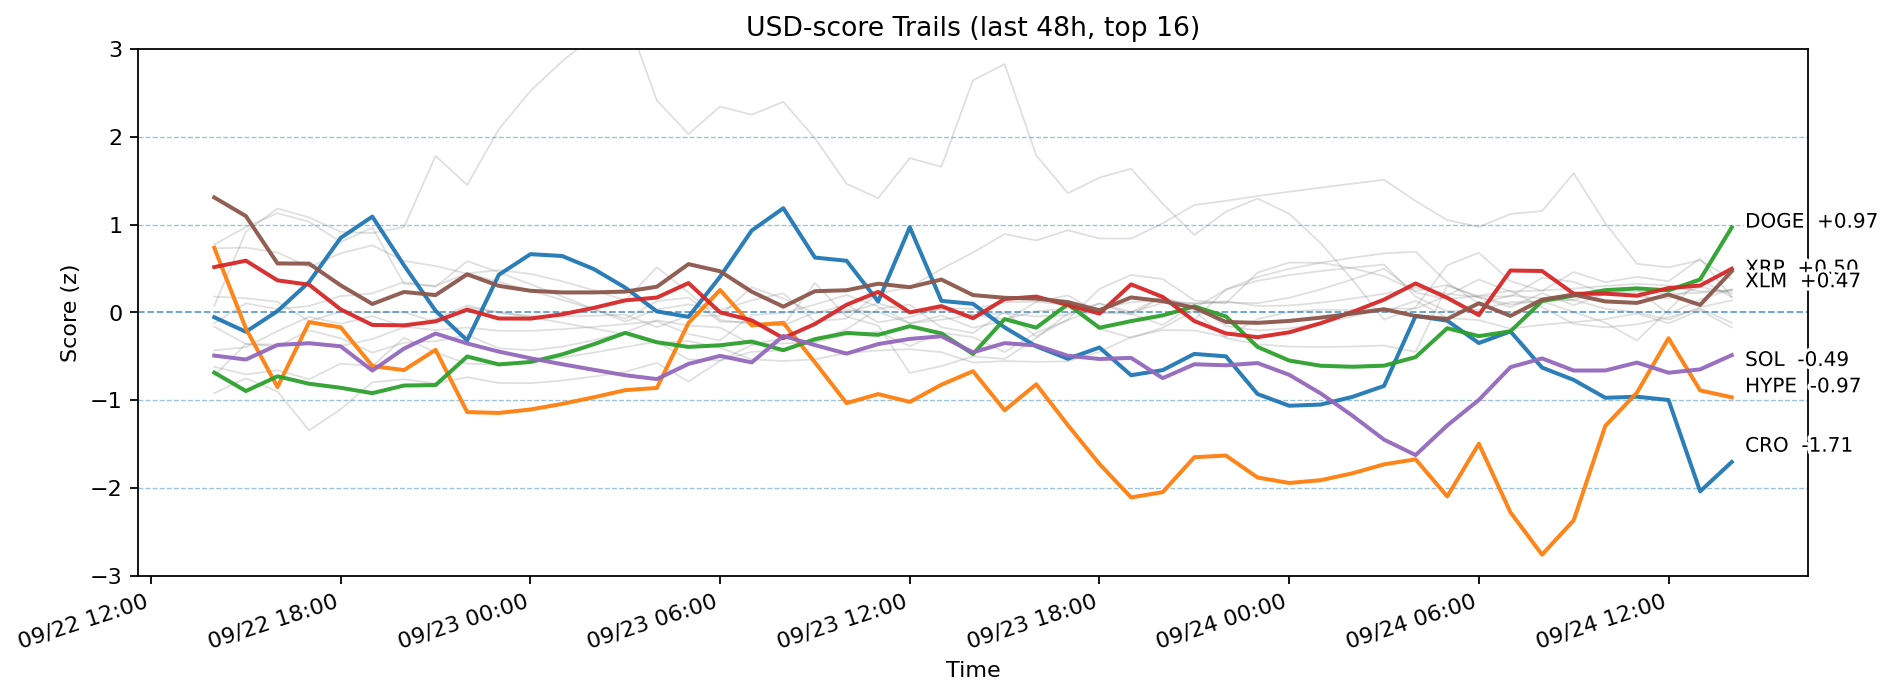 USD-score Trails (last 48h, top 16)
Score (z)
3
2
1
0
−1
−2
−3
DOGE +0.97
XRP +0.50
XLM +0.47
SOL -0.49
HYPE -0.97
CRO -1.71
09/22 12:00
09/22 18:00
09/23 00:00
09/23 06:00
09/23 12:00
09/23 18:00
09/24 00:00
09/24 06:00
09/24 12:00
Time